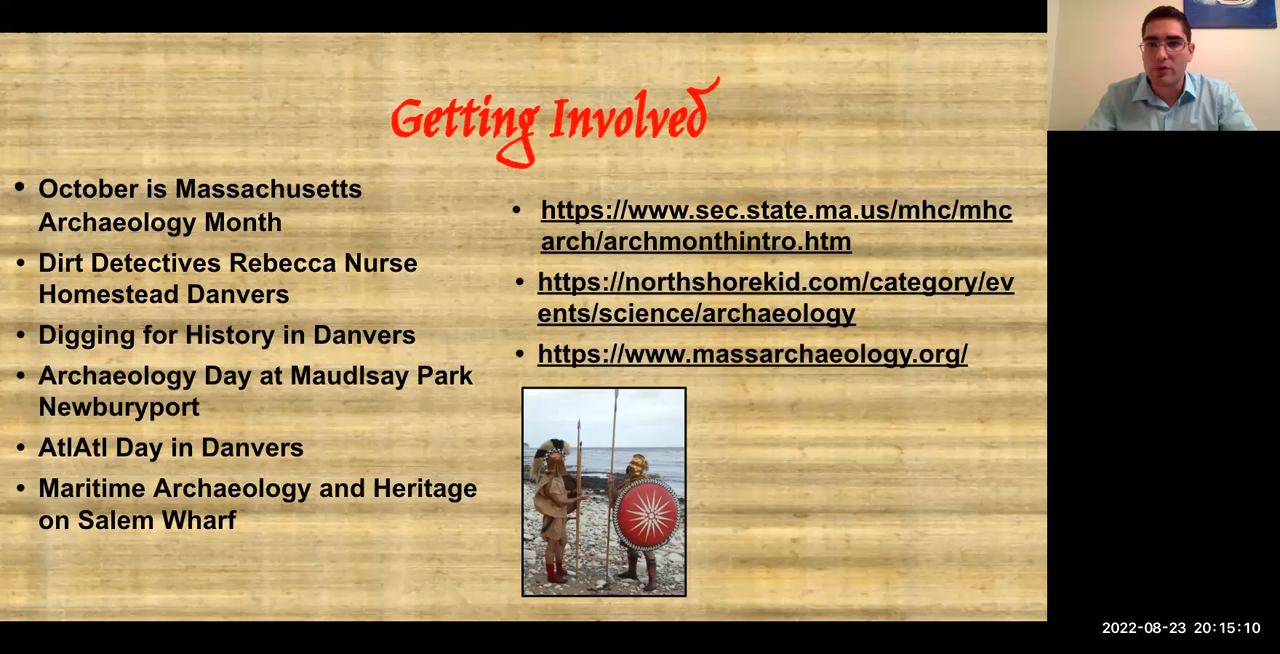 Getting Involved
• October is Massachusetts
Archaeology Month
• Dirt Detectives Rebecca Nurse
Homestead Danvers
• Digging for History in Danvers
• Archaeology Day at Maudlsay Park
Newburyport
• AtlAtl Day in Danvers
• Maritime Archaeology and Heritage
on Salem Wharf
• https://www.sec.state.ma.us/mhc/mhc
arch/archmonthintro.htm
• https://northshorekid.com/category/ev
ents/science/archaeology
• https://www.massarchaeology.org/
2022-08-23 20:15:10